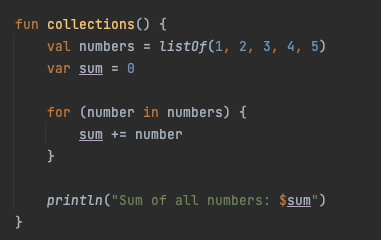 fun collections() {
    val numbers = listOf(1, 2, 3, 4, 5)
    var sum = 0
    for (number in numbers) {
        sum += number
    }
    println("Sum of all numbers: $sum")
}